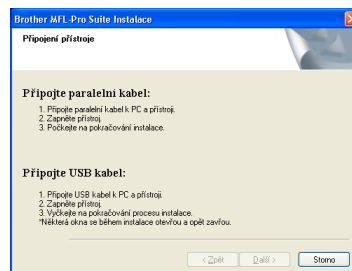 Brother MFL-Pro Suite Instalace
Připojení přístroje
Připojte paralelní kabel:
1. Připojte paralelní kabel k PC a přístroji.
2. Zapněte přístroj.
3. Počkejte na pokračování instalace.
Připojte USB kabel:
1. Připojte USB kabel k PC a přístroji.
2. Zapněte přístroj.
3. Vyčkejte na pokračování procesu instalace.
*Některá okna se během instalace otevřou a opět zavřou.
< Zpět Další > Storno